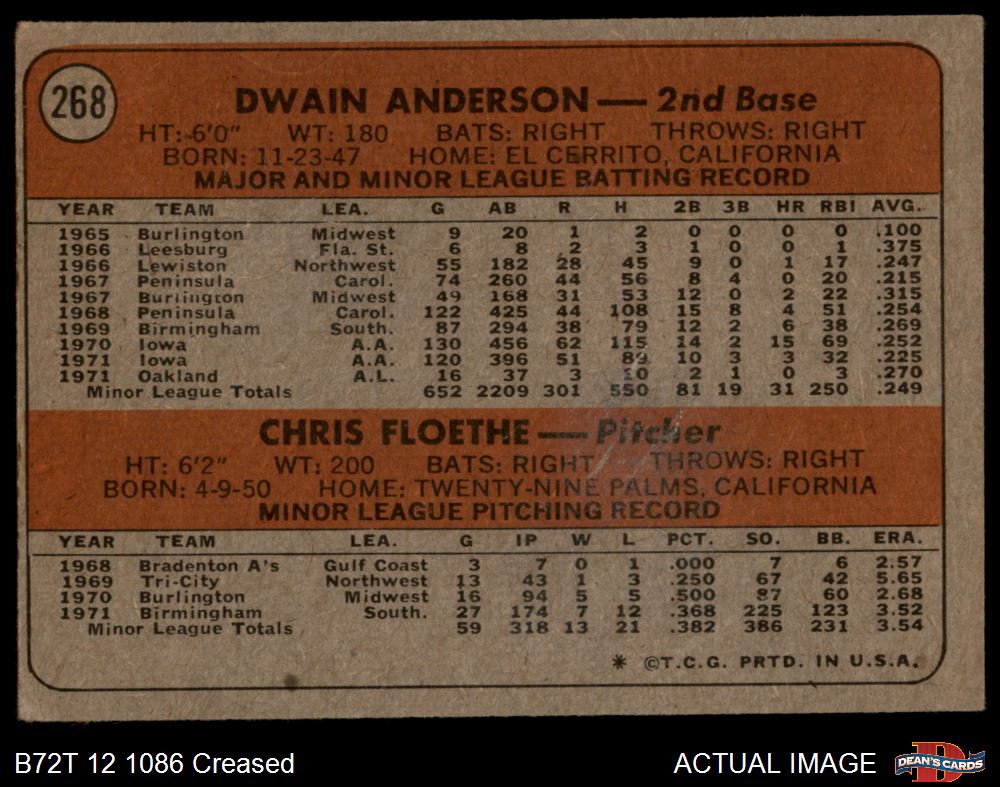 268
DWAIN ANDERSON — 2nd Base
HT: 6'0" WT: 180 BATS: RIGHT THROWS: RIGHT
BORN: 11-23-47 HOME: EL CERRITO, CALIFORNIA
MAJOR AND MINOR LEAGUE BATTING RECORD
YEAR TEAM LEA. G AB R H 2B 3B HR RBI AVG.
1965 Burlington Midwest 9 20 1 2 0 0 0 0 .100
1966 Leesburg Fla. St. 6 8 2 3 1 0 0 1 .375
1966 Lewiston Northwest 55 182 28 45 9 0 1 17 .247
1967 Peninsula Carol. 74 260 44 56 8 4 0 20 .215
1967 Burlington Midwest 49 168 31 53 12 0 2 22 .315
1968 Peninsula Carol. 122 425 44 108 15 8 4 51 .254
1969 Birmingham South. 87 294 38 79 12 2 6 38 .269
1970 Iowa A.A. 130 456 62 115 14 2 15 69 .252
1971 Iowa A.A. 120 396 51 89 10 3 3 32 .225
1971 Oakland A.L. 16 37 3 10 2 1 0 3 .270
Minor League Totals 652 2209 301 550 81 19 31 250 .249
CHRIS FLOETHE — Pitcher
HT: 6'2" WT: 200 BATS: RIGHT THROWS: RIGHT
BORN: 4-9-50 HOME: TWENTY-NINE PALMS, CALIFORNIA
MINOR LEAGUE PITCHING RECORD
YEAR TEAM LEA. G IP W L PCT. SO. BB. ERA.
1968 Bradenton A's Gulf Coast 3 7 0 1 .000 7 6 2.57
1969 Tri-City Northwest 13 43 1 3 .250 67 42 5.65
1970 Burlington Midwest 16 94 5 5 .500 87 60 2.68
1971 Birmingham South. 27 174 7 12 .368 225 123 3.52
Minor League Totals 59 318 13 21 .382 386 231 3.54
* ©T.C.G. PRTD. IN U.S.A.
B72T 12 1086 Creased
ACTUAL IMAGE
D
DEAN'S CARDS